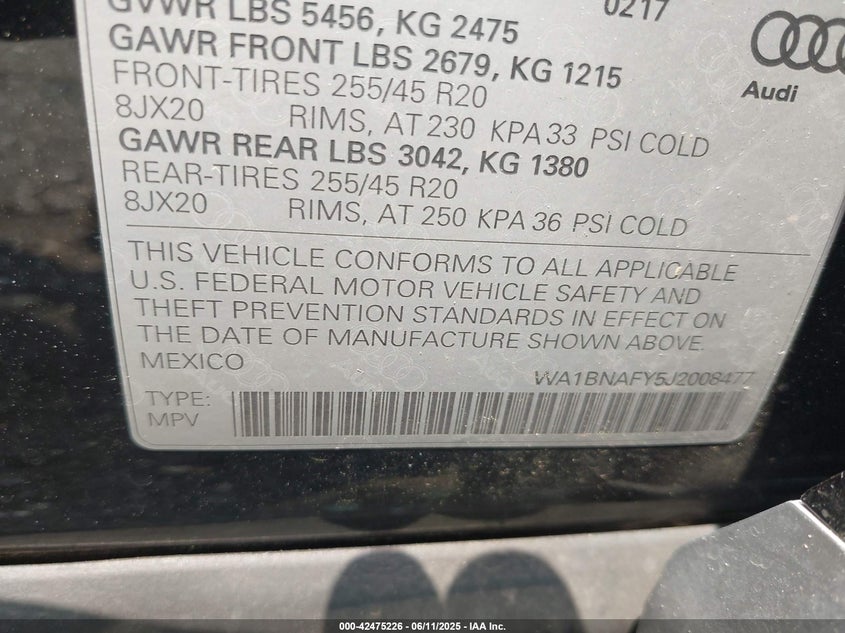 GVWR LBS 5456, KG 2475
0217
GAWR FRONT LBS 2679, KG 1215
FRONT-TIRES 255/45 R20
8JX20 RIMS, AT 230 KPA 33 PSI COLD
Audi
GAWR REAR LBS 3042, KG 1380
REAR-TIRES 255/45 R20
8JX20 RIMS, AT 250 KPA 36 PSI COLD
THIS VEHICLE CONFORMS TO ALL APPLICABLE
U.S. FEDERAL MOTOR VEHICLE SAFETY AND
THEFT PREVENTION STANDARDS IN EFFECT ON
THE DATE OF MANUFACTURE SHOWN ABOVE.
MEXICO
WA1BNAFY5J2008477
TYPE:
MPV
000-42475226 - 06/11/2025 - IAA Inc.